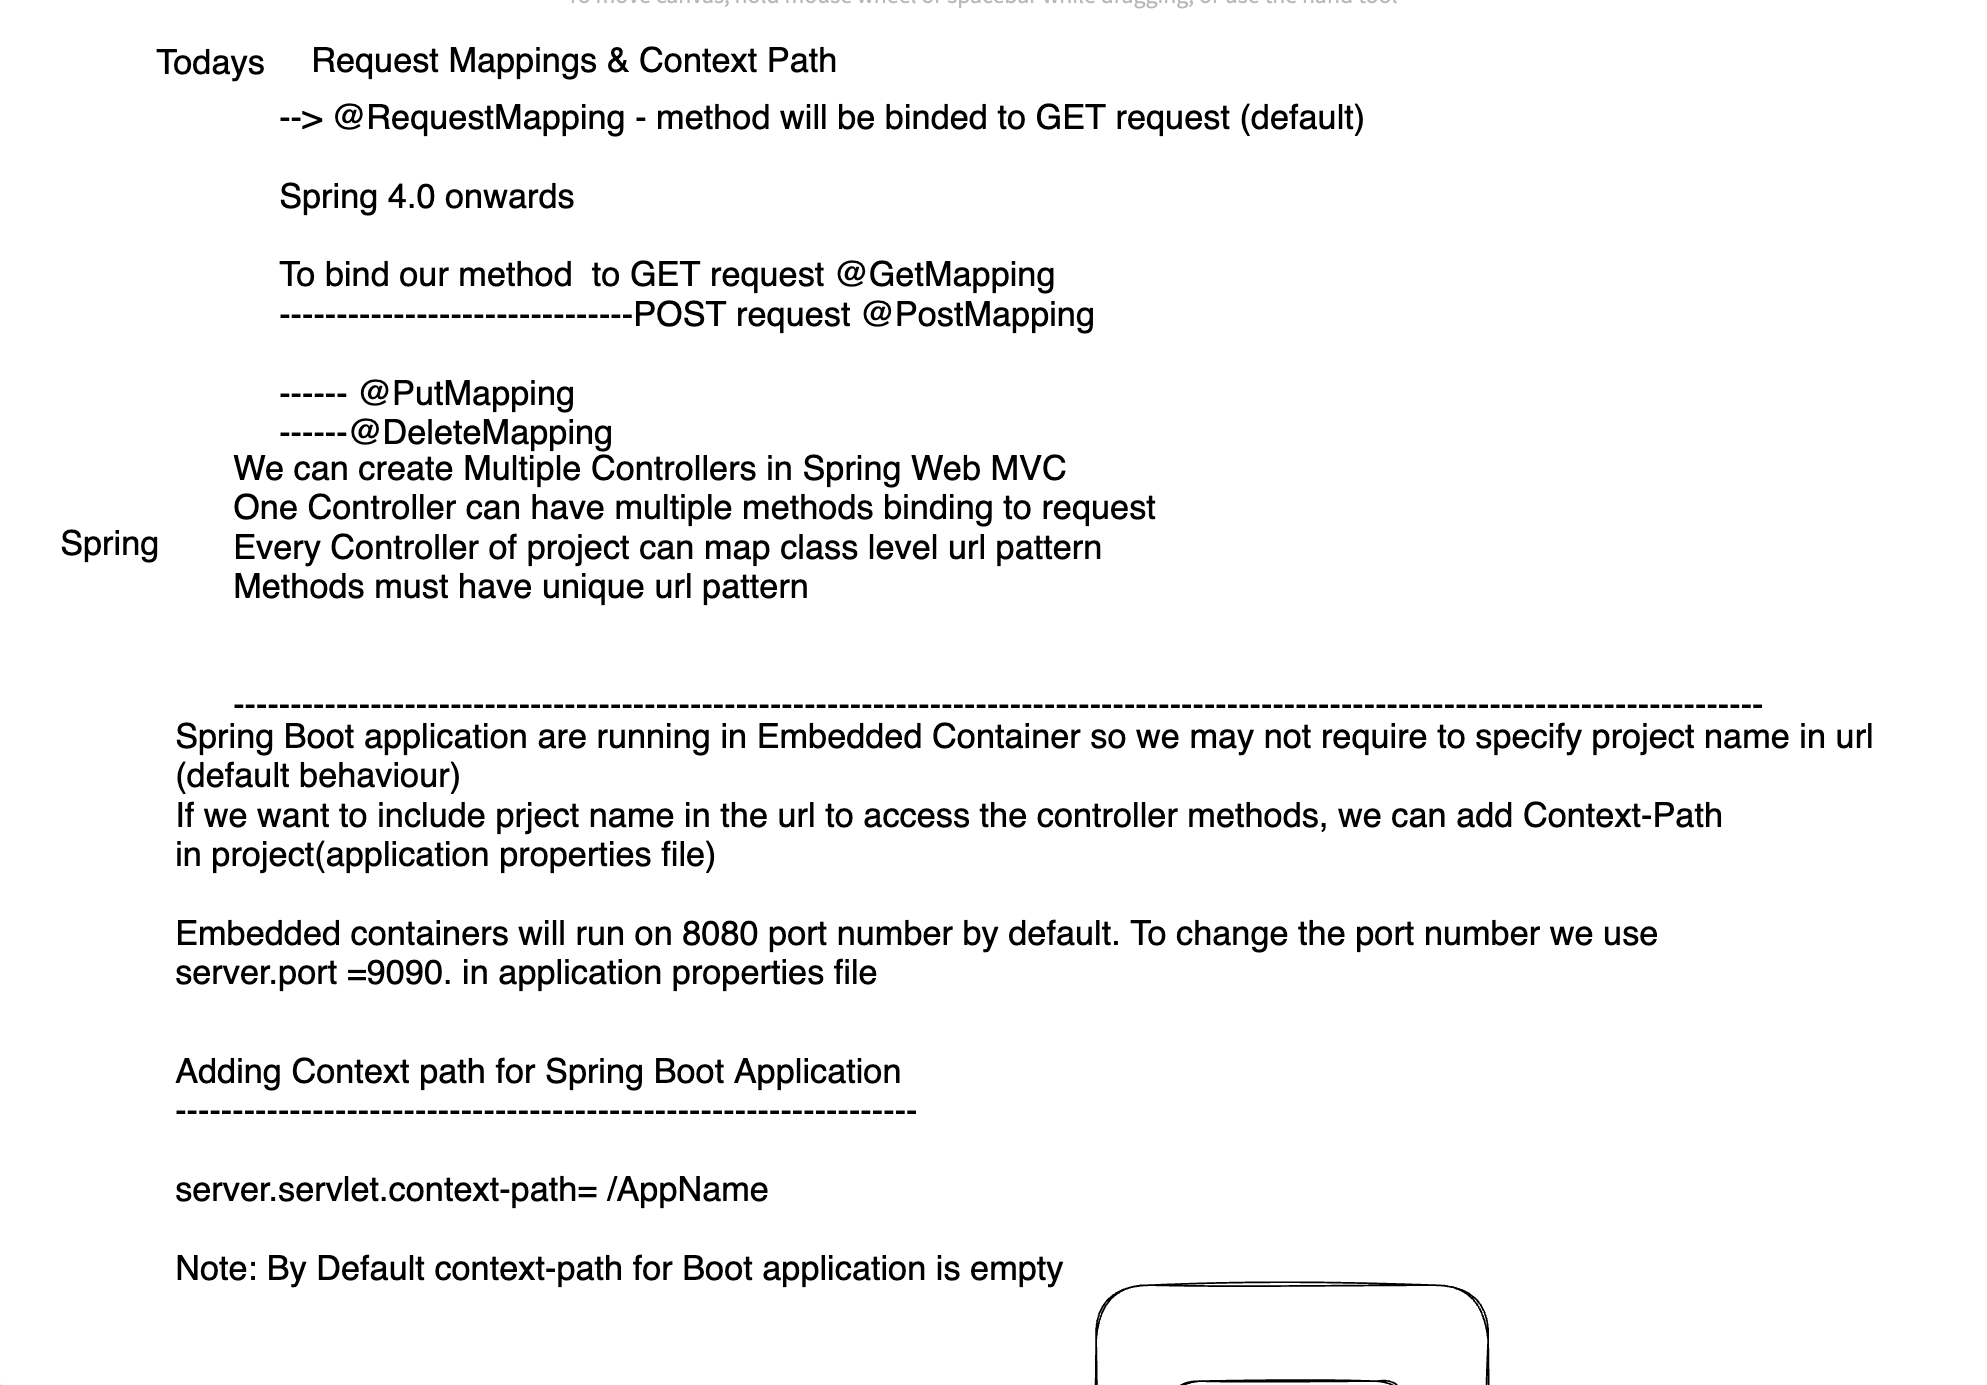 To move canvas, hold mouse wheel or spacebar while dragging, or use the hand tool
Todays Request Mappings & Context Path
--> @RequestMapping - method will be binded to GET request (default)
Spring 4.0 onwards
To bind our method  to GET request @GetMapping
-------------------------------POST request @PostMapping
------ @PutMapping
------@DeleteMapping
We can create Multiple Controllers in Spring Web MVC
One Controller can have multiple methods binding to request
Spring Every Controller of project can map class level url pattern
Methods must have unique url pattern
--------------------------------------------------------------------------------------------------------------------------------------
Spring Boot application are running in Embedded Container so we may not require to specify project name in url
(default behaviour)
If we want to include prject name in the url to access the controller methods, we can add Context-Path
in project(application properties file)
Embedded containers will run on 8080 port number by default. To change the port number we use
server.port =9090. in application properties file
Adding Context path for Spring Boot Application
-----------------------------------------------------------------
server.servlet.context-path= /AppName
Note: By Default context-path for Boot application is empty